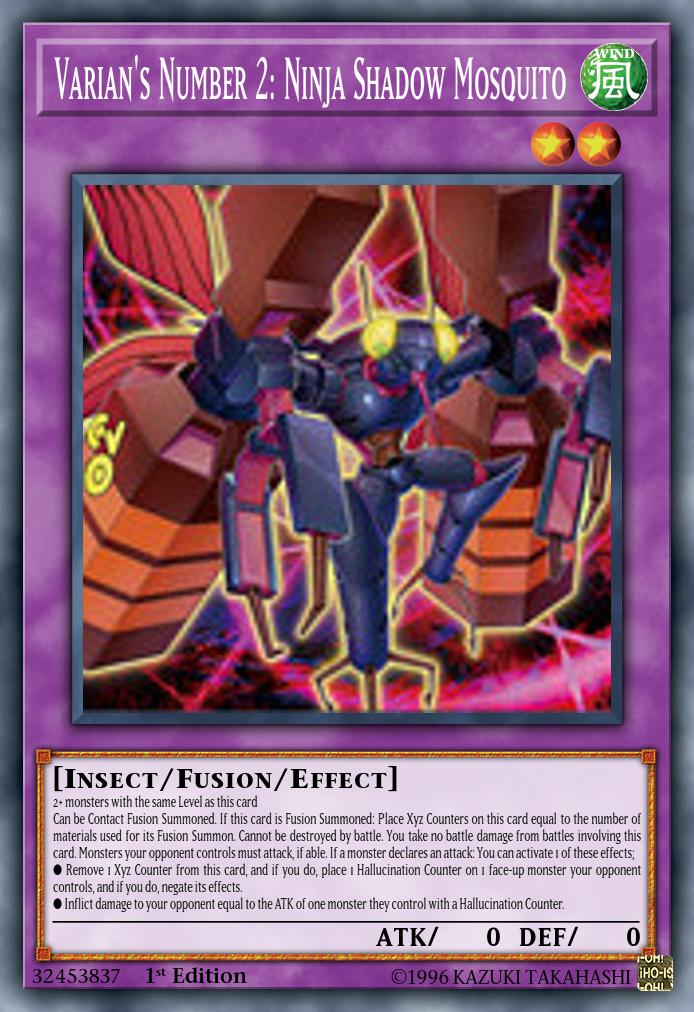 VARIAN'S NUMBER 2: NINJA SHADOW MOSQUITO
WIND
風
[INSECT/FUSION/EFFECT]
2+ monsters with the same Level as this card
Can be Contact Fusion Summoned. If this card is Fusion Summoned: Place Xyz Counters on this card equal to the number of
materials used for its Fusion Summon. Cannot be destroyed by battle. You take no battle damage from battles involving this
card. Monsters your opponent controls must attack, if able. If a monster declares an attack: You can activate 1 of these effects;
● Remove 1 Xyz Counter from this card, and if you do, place 1 Hallucination Counter on 1 face-up monster your opponent
controls, and if you do, negate its effects.
● Inflict damage to your opponent equal to the ATK of one monster they control with a Hallucination Counter.
ATK/ 0 DEF/ 0
32453837 1st Edition ©1996 KAZUKI TAKAHASHI